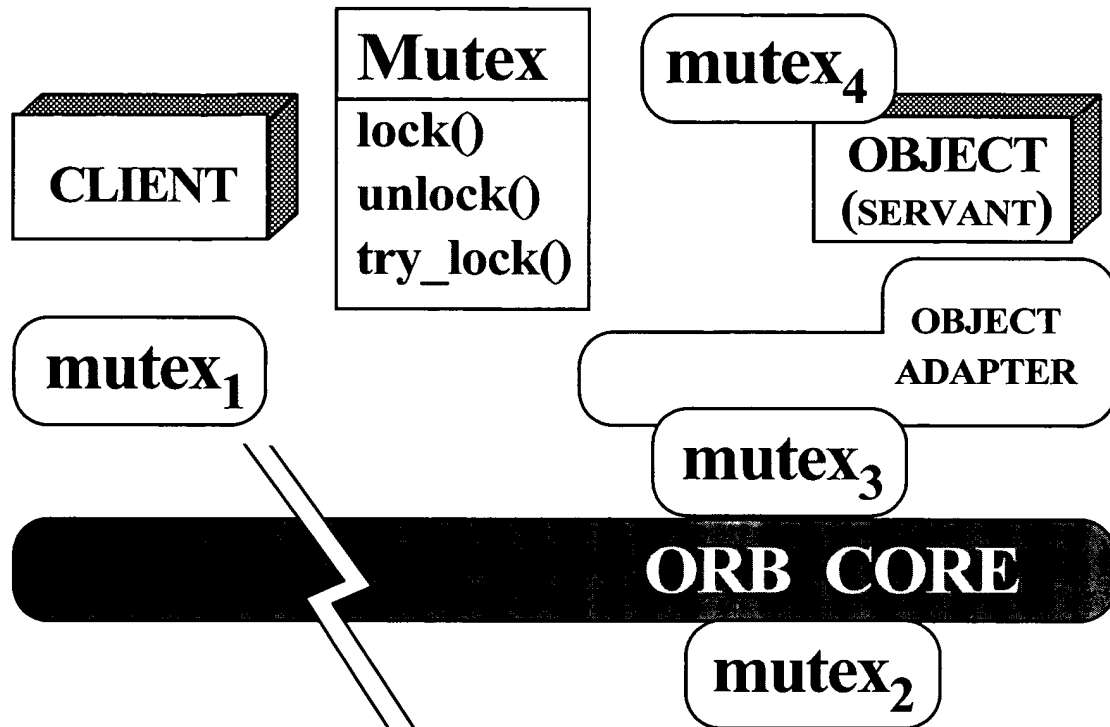 CLIENT
Mutex
lock()
unlock()
try_lock()
mutex₄
OBJECT
(SERVANT)
mutex₁
OBJECT
ADAPTER
mutex₃
ORB CORE
mutex₂